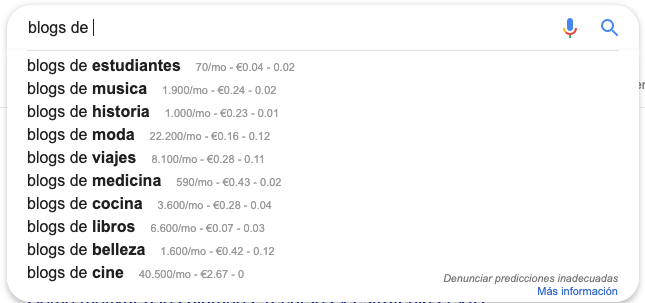 blogs de
blogs de estudiantes 70/mo - €0.04 - 0.02
blogs de musica 1.900/mo - €0.24 - 0.02
blogs de historia 1.000/mo - €0.23 - 0.01
blogs de moda 22.200/mo - €0.16 - 0.12
blogs de viajes 8.100/mo - €0.28 - 0.11
blogs de medicina 590/mo - €0.43 - 0.02
blogs de cocina 3.600/mo - €0.28 - 0.04
blogs de libros 6.600/mo - €0.07 - 0.03
blogs de belleza 1.600/mo - €0.42 - 0.12
blogs de cine 40.500/mo - €2.67 - 0
Denunciar predicciones inadecuadas
Más información